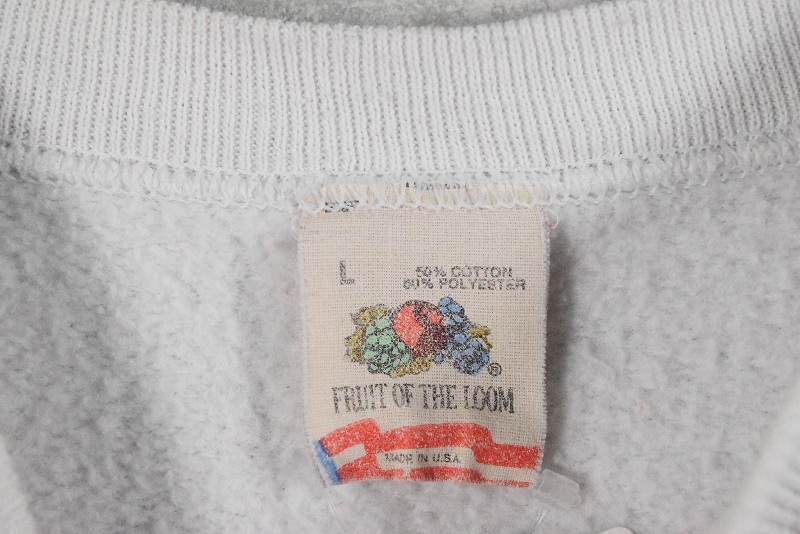 L
50% COTTON
50% POLYESTER
®
FRUIT OF THE LOOM
MADE IN U.S.A.